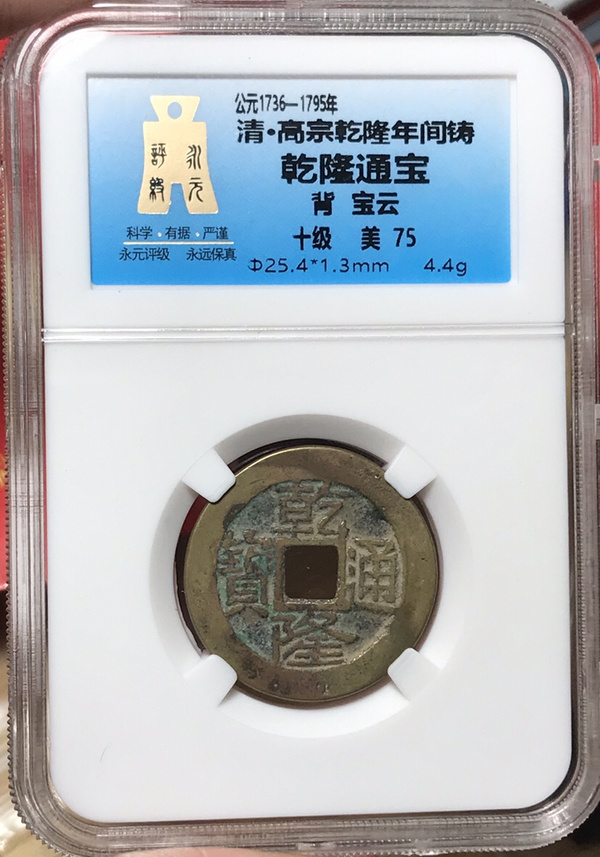 公元1736—1795年
清·高宗乾隆年间铸
乾隆通宝
背 宝云
十级 美 75
Φ25.4*1.3mm 4.4g
永元
評級
科学·有据·严谨
永元评级 永远保真
乾隆通寶